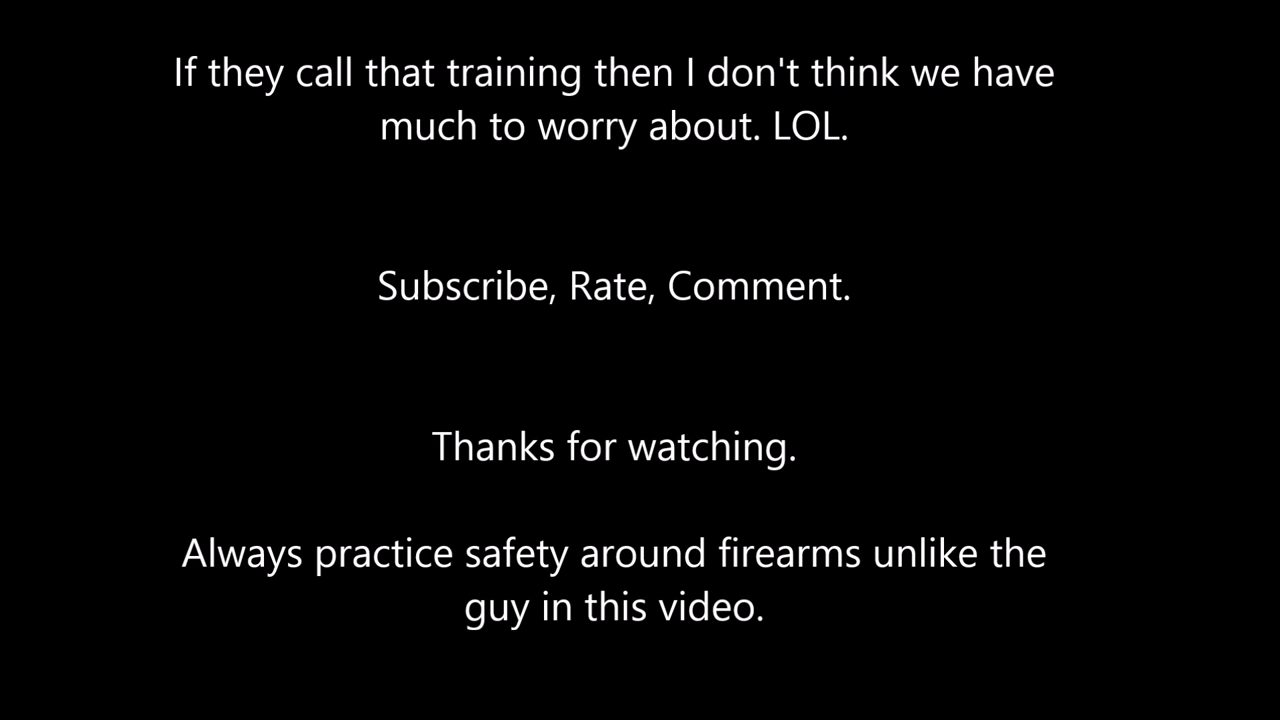 If they call that training then I don't think we have
much to worry about. LOL.
Subscribe, Rate, Comment.
Thanks for watching.
Always practice safety around firearms unlike the
guy in this video.